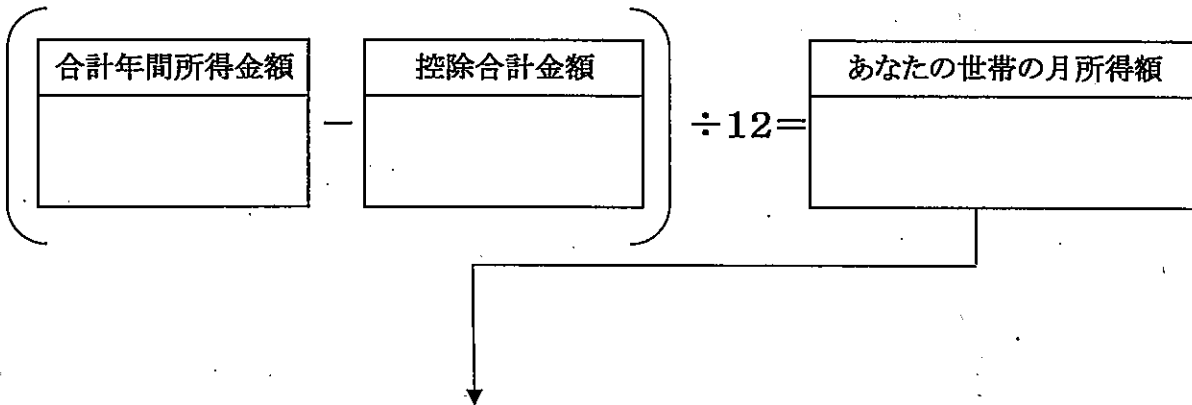 合計年間所得金額
控除合計金額
あなたの世帯の月所得額
−
÷12=